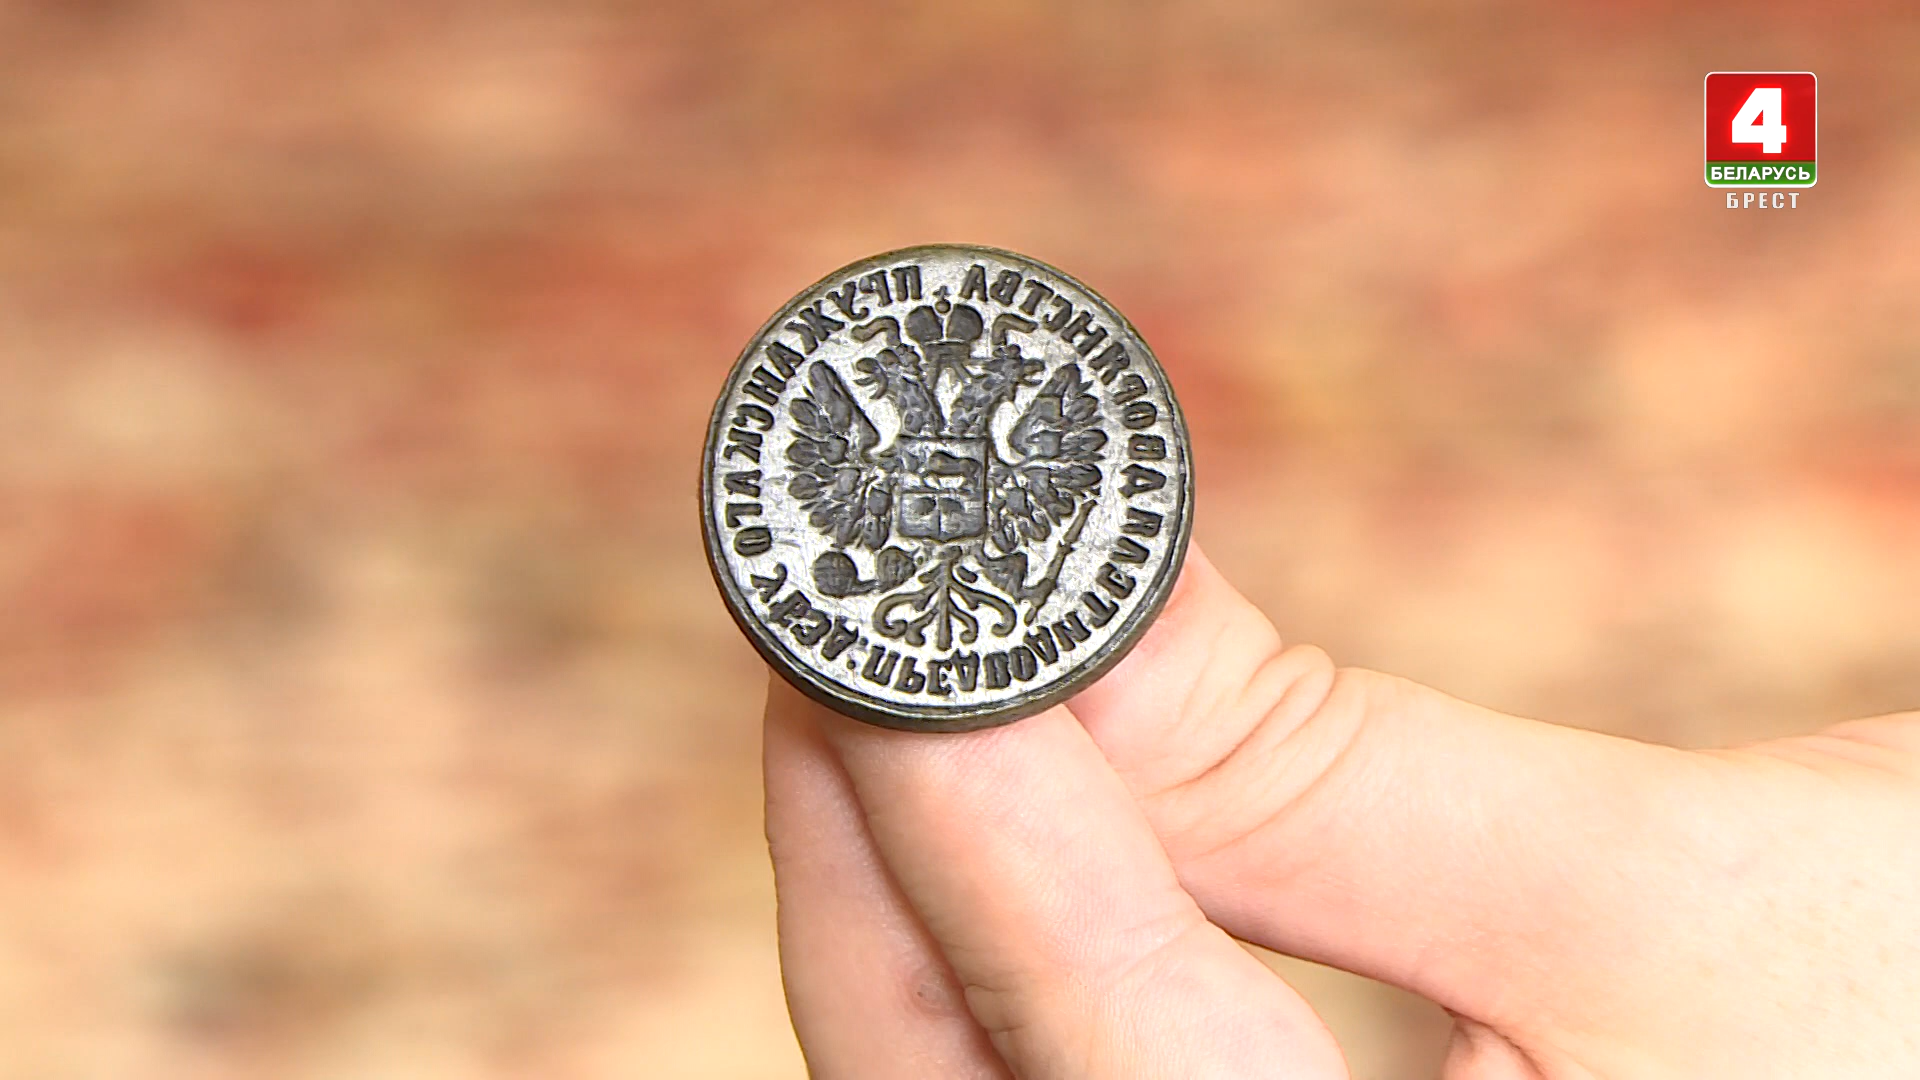 4
БЕЛАРУСЬ
БРЕСТ
ПРУЖАНСКАГО УѢЗД. ПРЕДВОДИТЕЛЯ ДВОРЯНСТВА